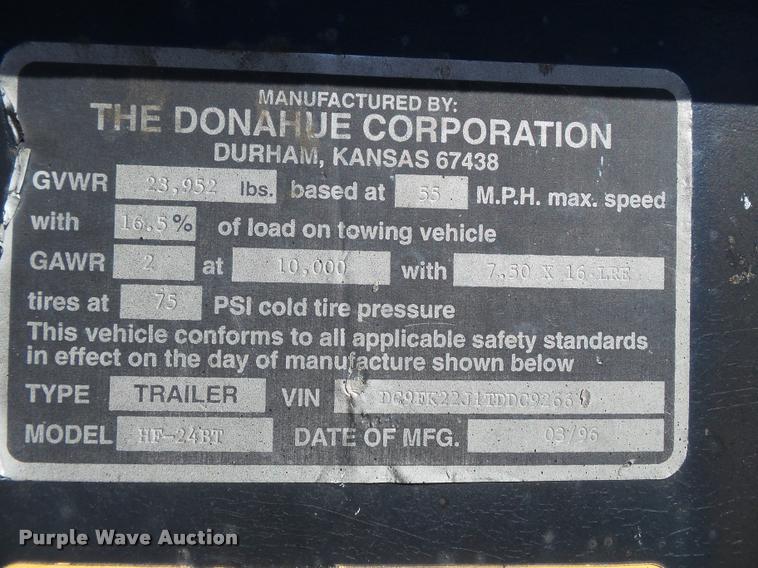 MANUFACTURED BY:
THE DONAHUE CORPORATION
DURHAM, KANSAS 67438
GVWR 23,952 lbs. based at 55 M.P.H. max. speed
with 16.5% of load on towing vehicle
GAWR 2 at 10,000 with 7.50 X 16 LRE
tires at 75 PSI cold tire pressure
This vehicle conforms to all applicable safety standards
in effect on the day of manufacture shown below
TYPE TRAILER VIN
MODEL HF-24RT DATE OF MFG. 03/96
Purple Wave Auction